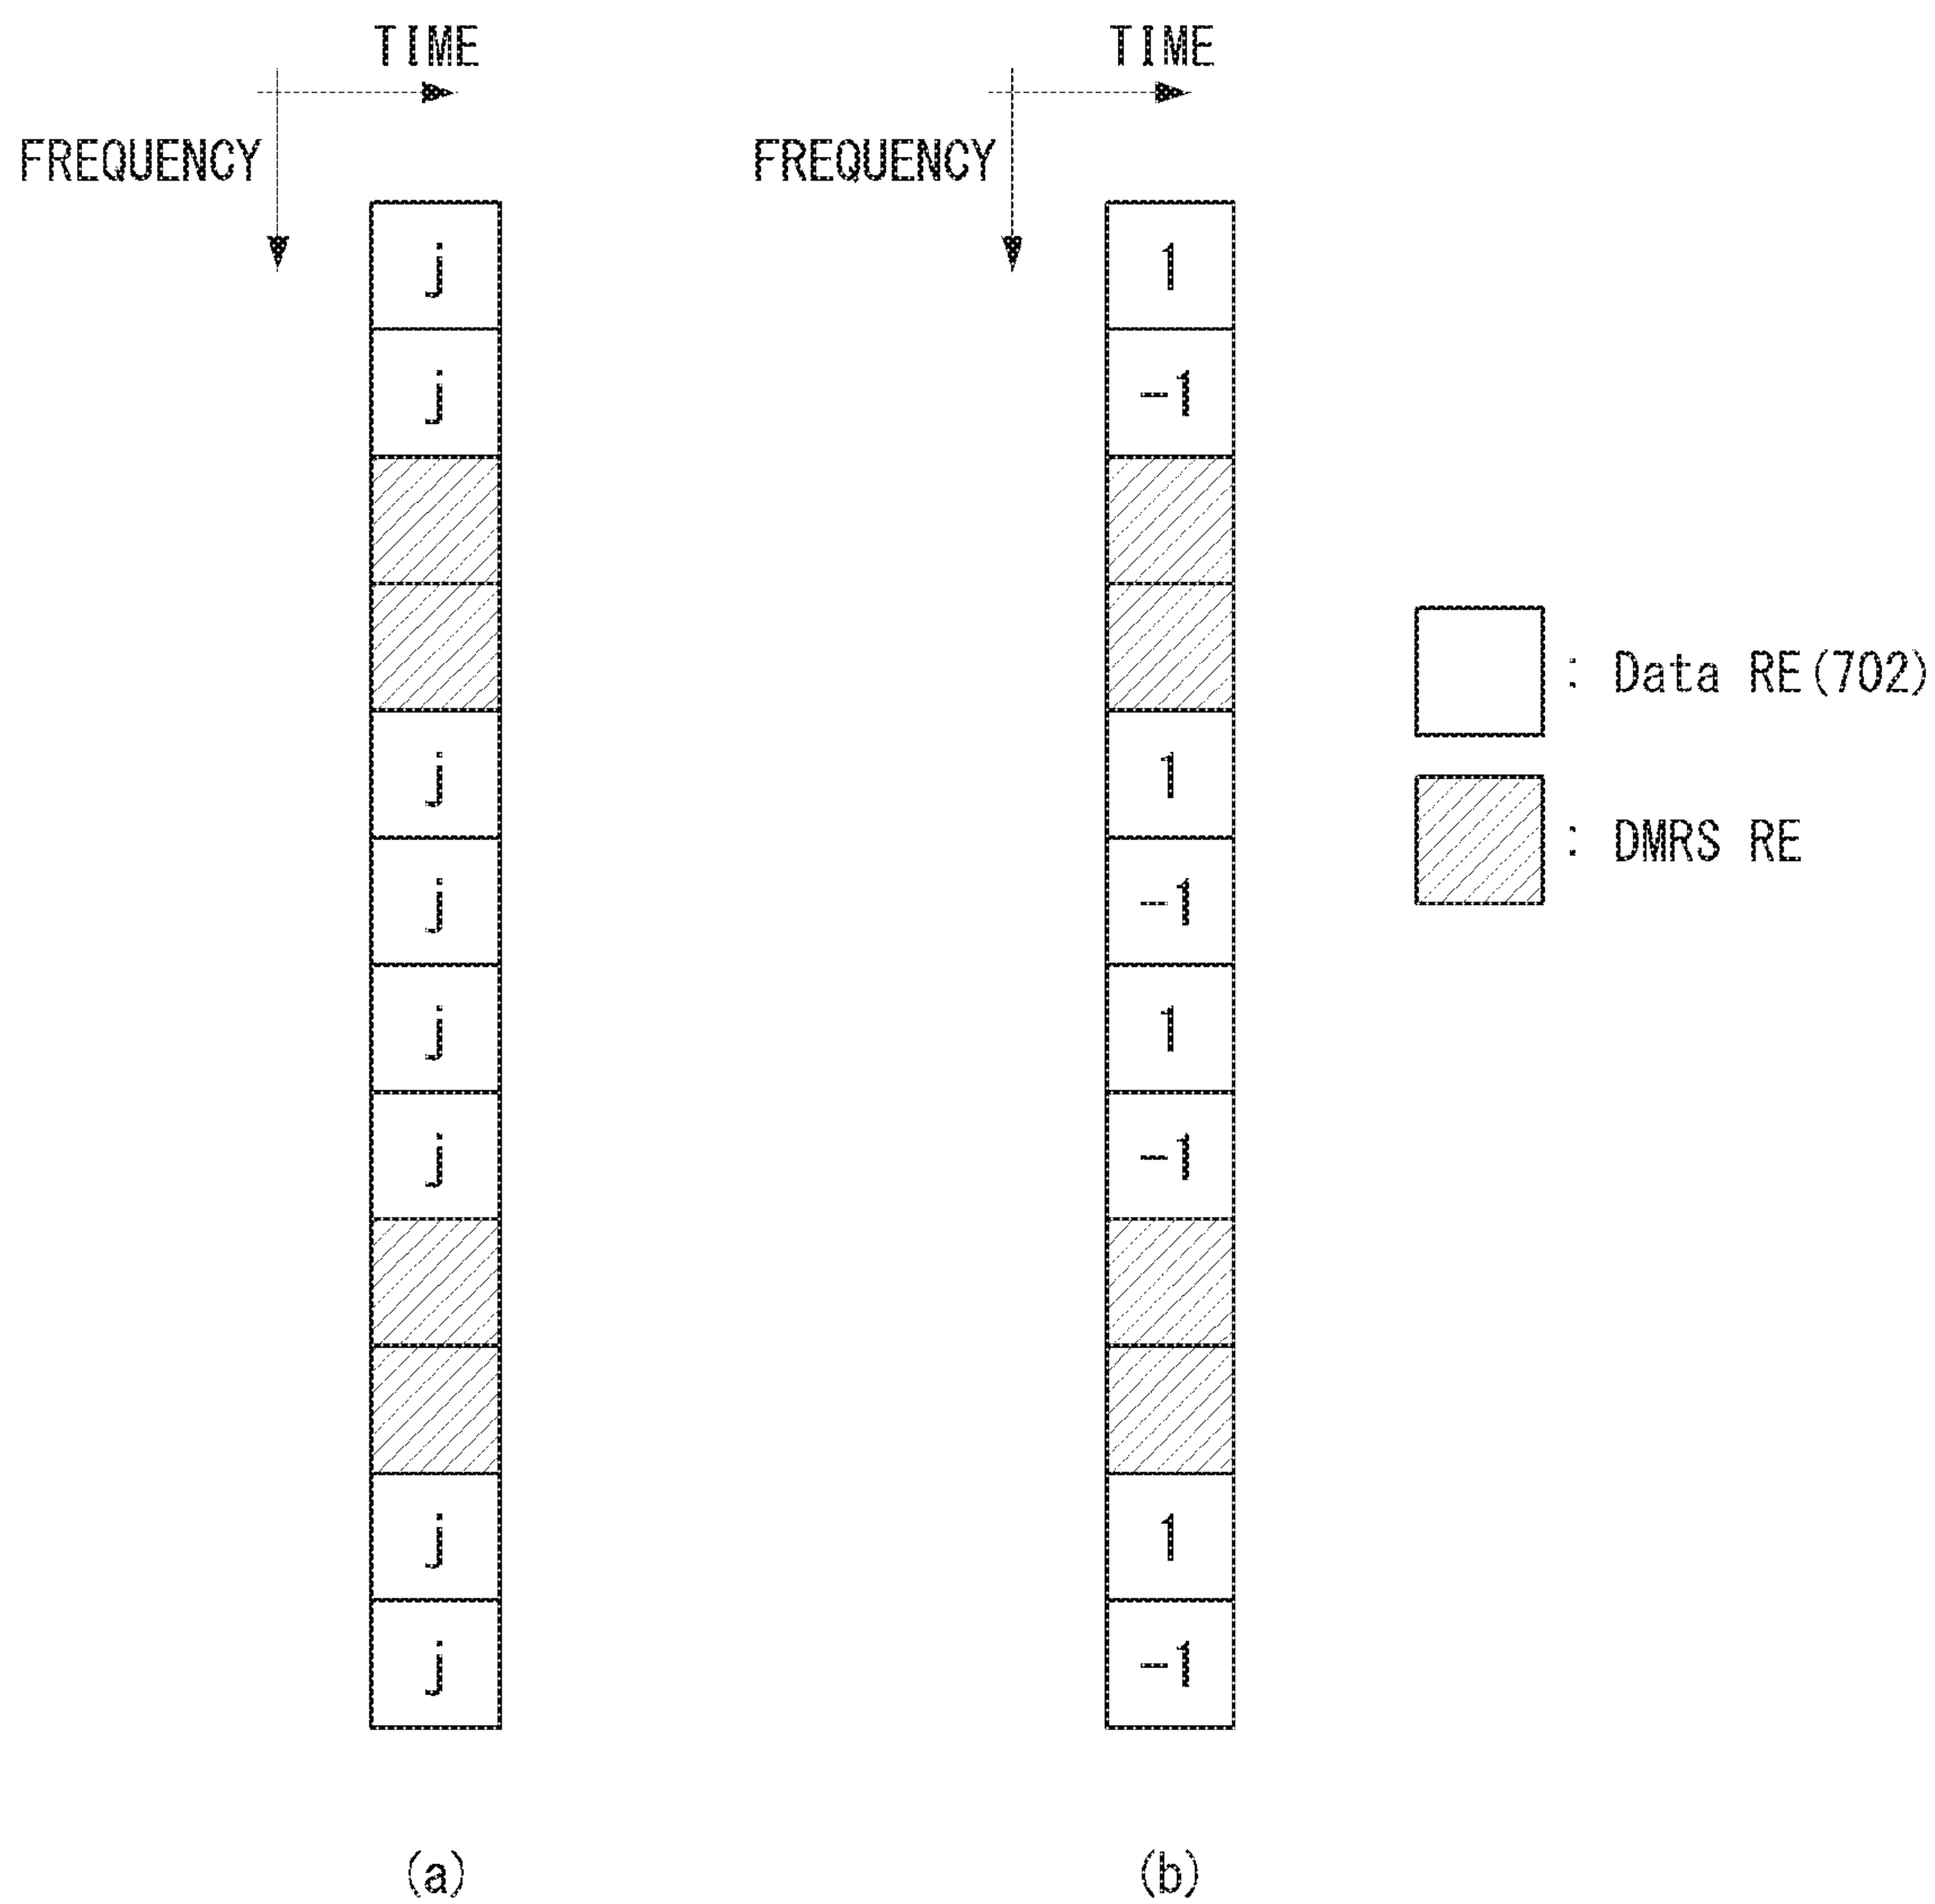 TIME TIME
FREQUENCY FREQUENCY
j 1
j -1
: Data RE(702)
j 1
: DMRS RE
j -1
j 1
j -1
j 1
j -1
(a) (b)